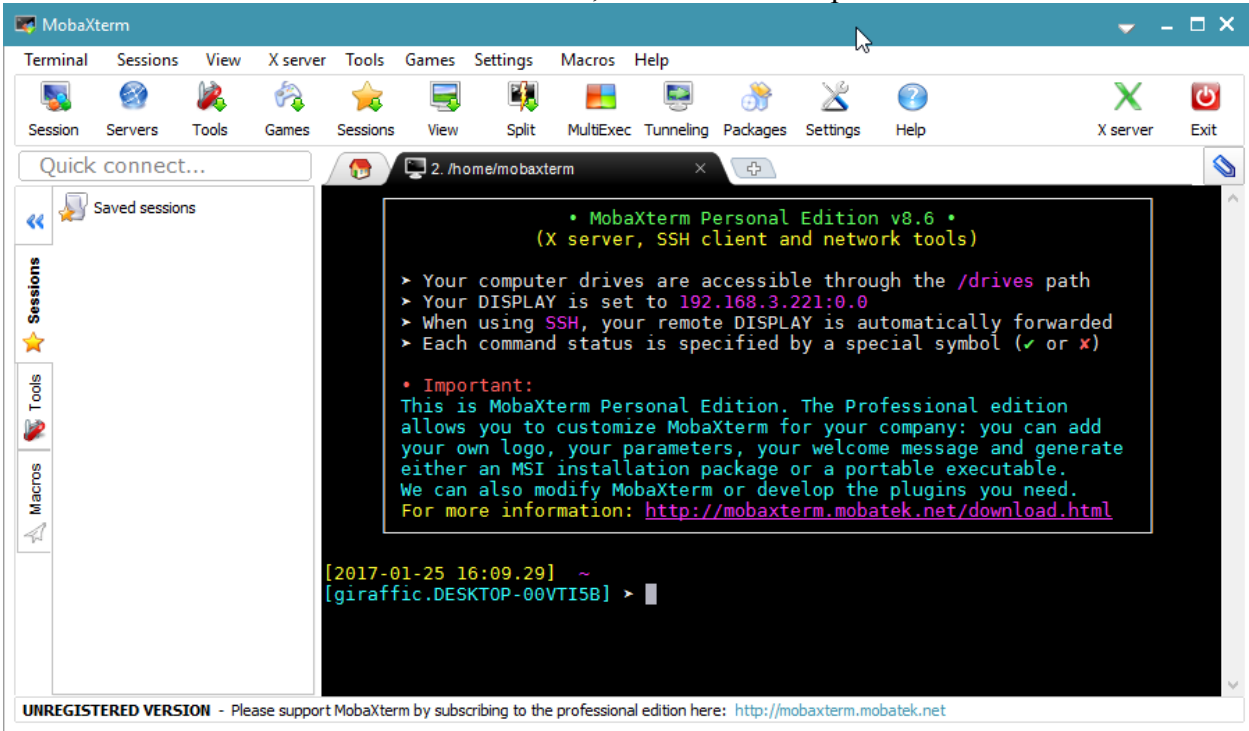 MobaXterm
Terminal Sessions View X server Tools Games Settings Macros Help
Session Servers Tools Games Sessions View Split MultiExec Tunneling Packages Settings Help X server Exit
Quick connect...
2. /home/mobaxterm
Saved sessions
Sessions
Tools
Macros
• MobaXterm Personal Edition v8.6 •
(X server, SSH client and network tools)
➤ Your computer drives are accessible through the /drives path
➤ Your DISPLAY is set to 192.168.3.221:0.0
➤ When using SSH, your remote DISPLAY is automatically forwarded
➤ Each command status is specified by a special symbol (✔ or ✘)
• Important:
This is MobaXterm Personal Edition. The Professional edition
allows you to customize MobaXterm for your company: you can add
your own logo, your parameters, your welcome message and generate
either an MSI installation package or a portable executable.
We can also modify MobaXterm or develop the plugins you need.
For more information: http://mobaxterm.mobatek.net/download.html
[2017-01-25 16:09.29] ~
[giraffic.DESKTOP-00VTI5B] ➤
UNREGISTERED VERSION - Please support MobaXterm by subscribing to the professional edition here: http://mobaxterm.mobatek.net